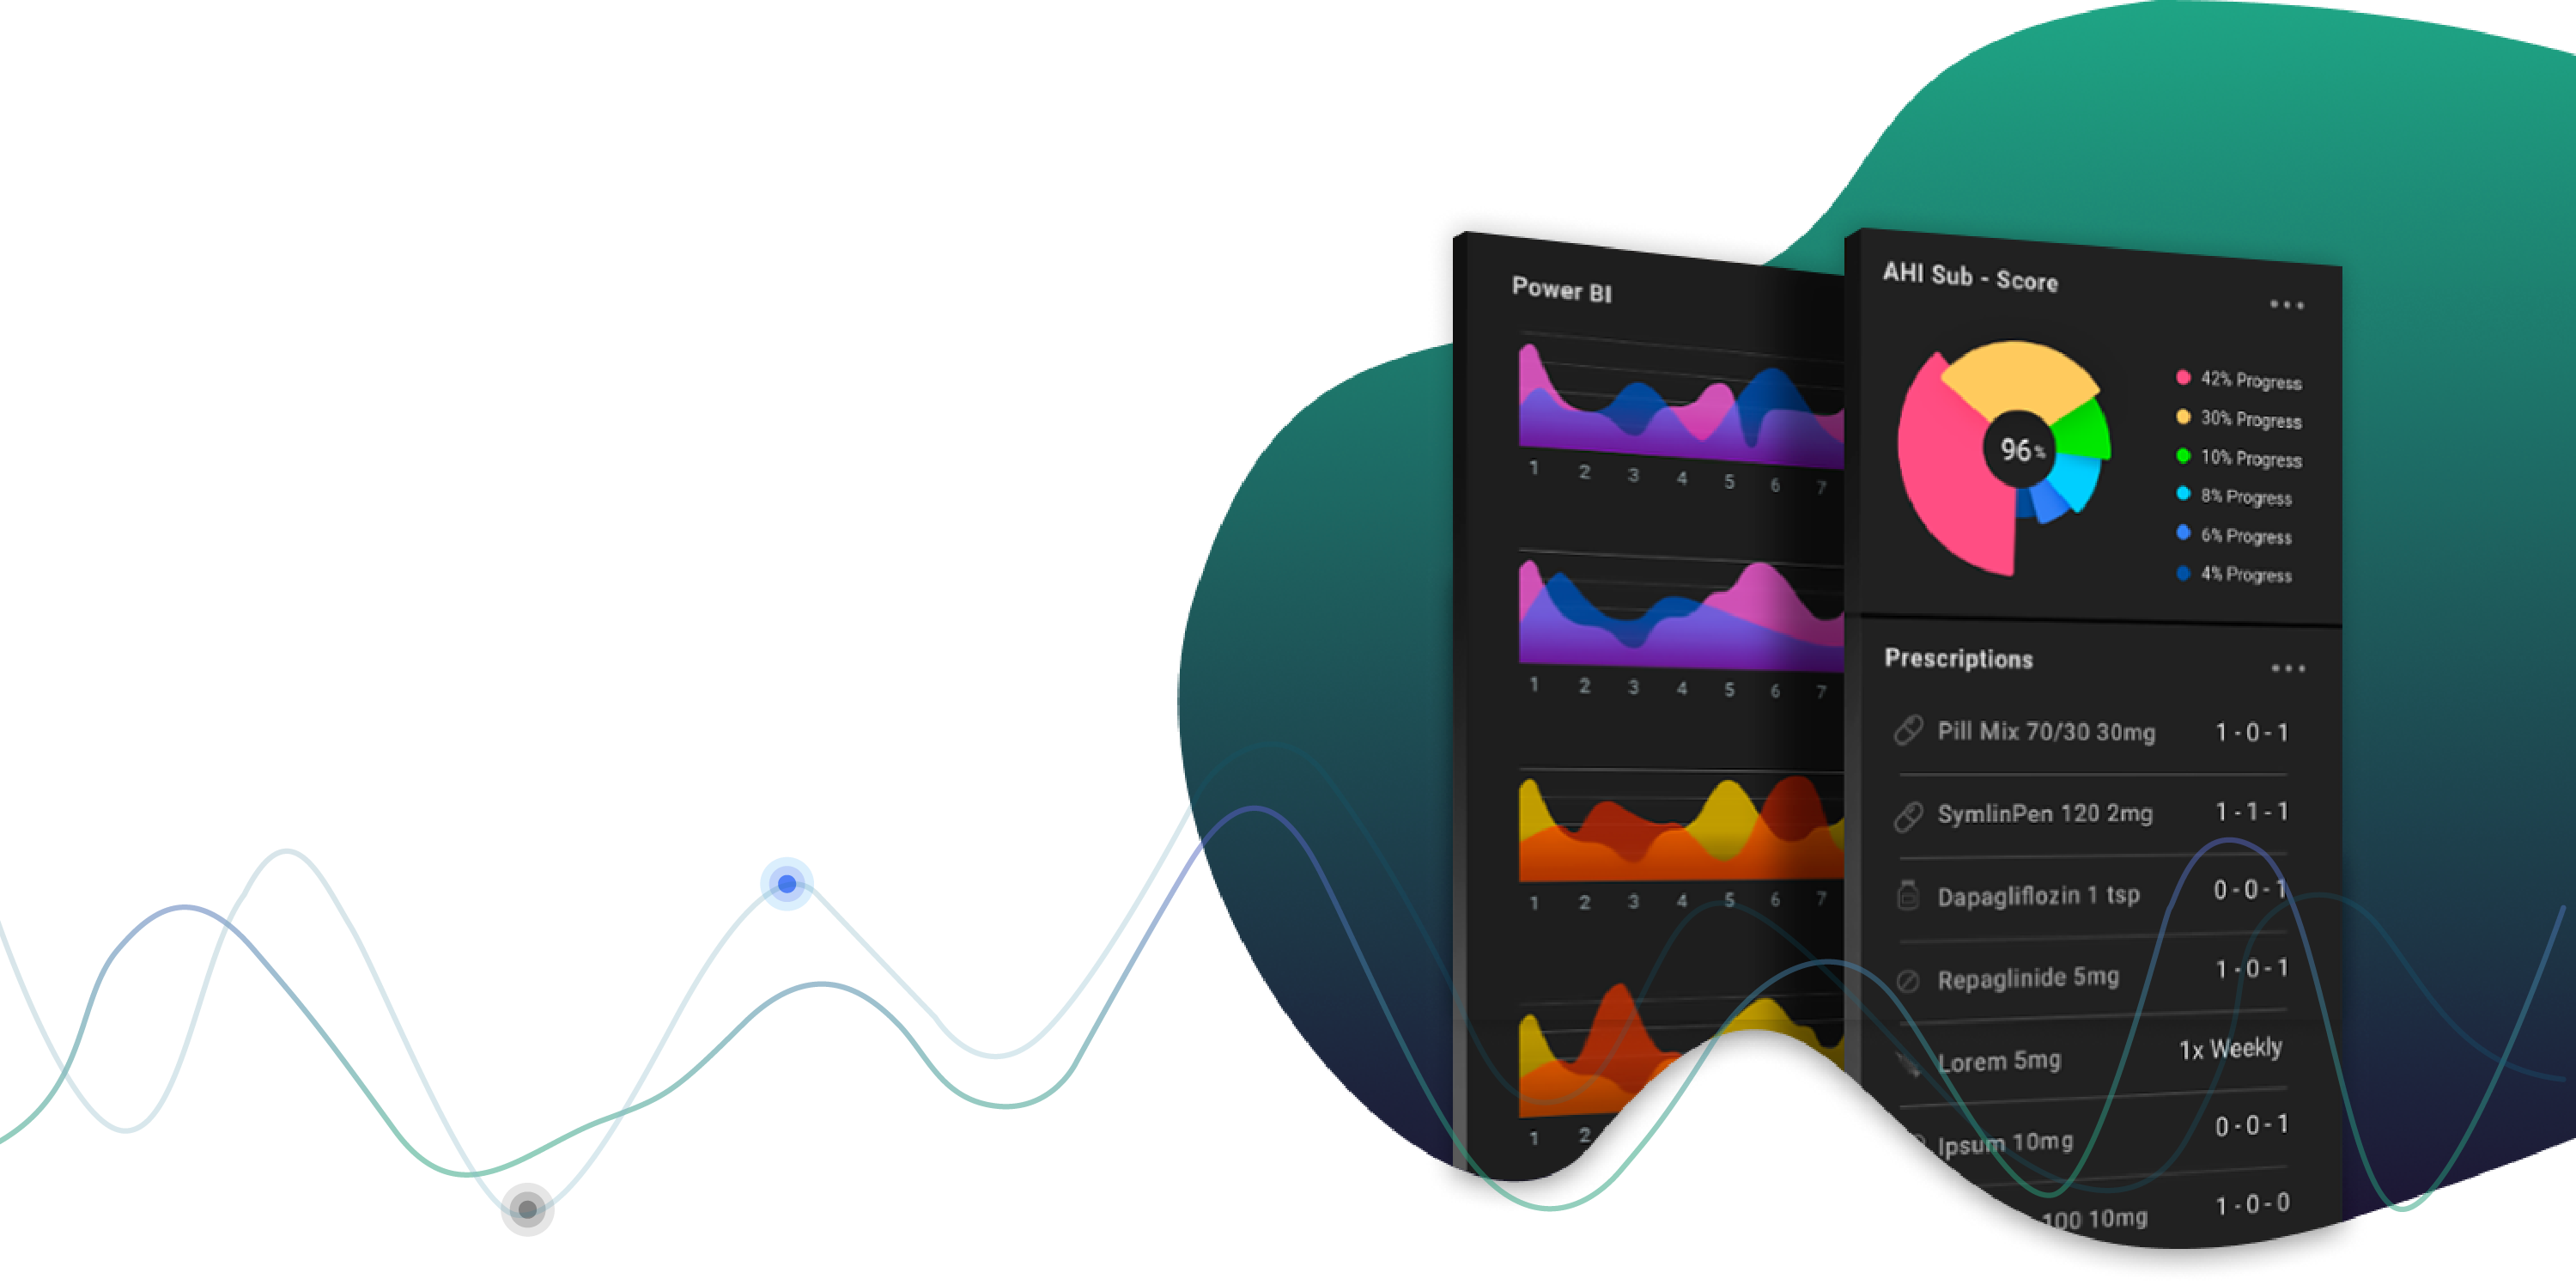 Power BI
1 2 3 4 5 6 7
1 2 3 4 5 6 7
1 2 3 4 5 6 7
1 2
AHI Sub - Score
96%
42% Progress
30% Progress
10% Progress
8% Progress
6% Progress
4% Progress
Prescriptions
Pill Mix 70/30 30mg 1 - 0 - 1
SymlinPen 120 2mg 1 - 1 - 1
Dapagliflozin 1 tsp 0 - 0 - 1
Repaglinide 5mg 1 - 0 - 1
Lorem 5mg 1x Weekly
Ipsum 10mg 0 - 0 - 1
100 10mg 1 - 0 - 0